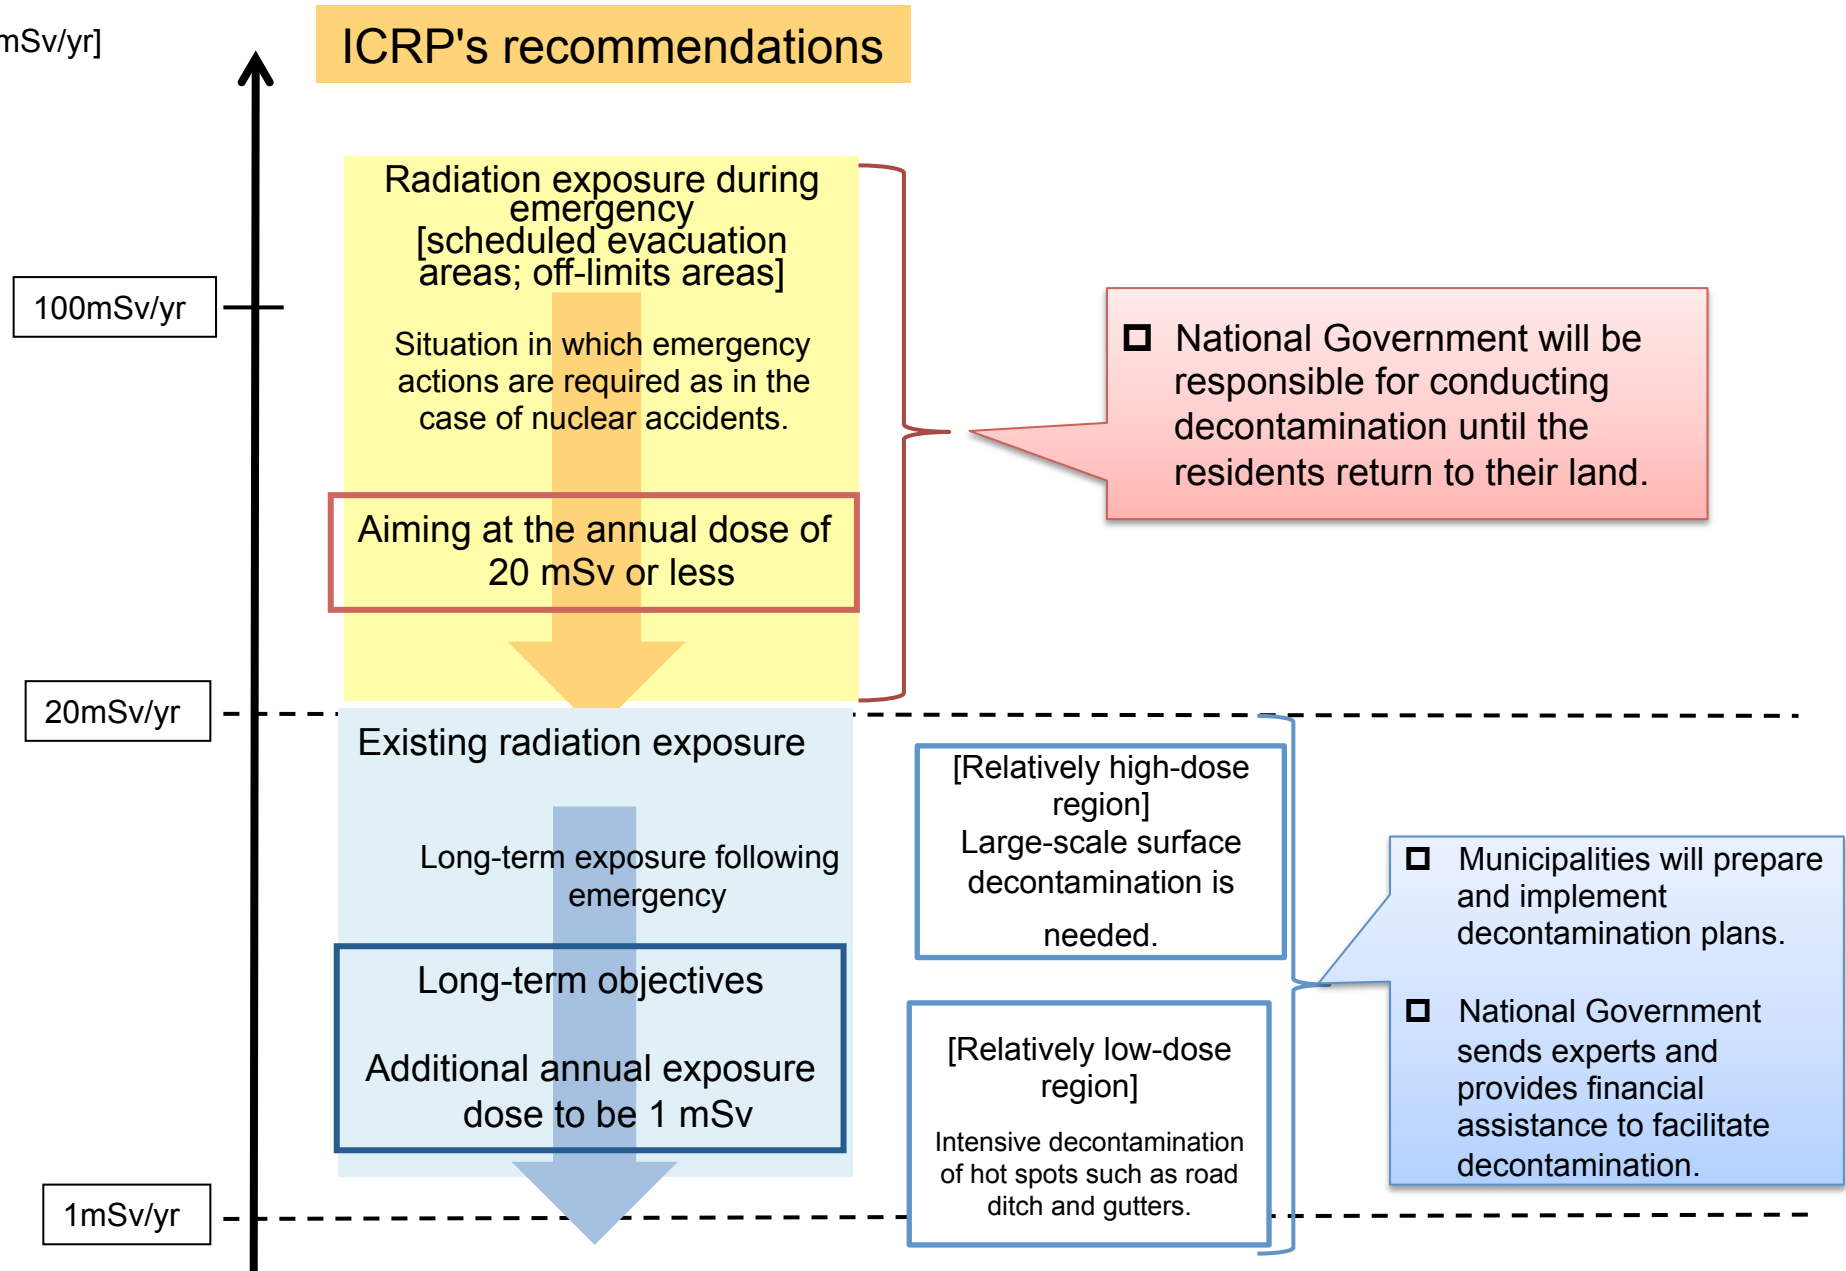 mSv/yr]
ICRP's recommendations
Radiation exposure during
emergency
[scheduled evacuation
areas; off-limits areas]
100mSv/yr
Situation in which emergency
actions are required as in the
case of nuclear accidents.
National Government will be
responsible for conducting
decontamination until the
residents return to their land.
Aiming at the annual dose of
20 mSv or less
20mSv/yr
Existing radiation exposure
Long-term exposure following
emergency
Long-term objectives
Additional annual exposure
dose to be 1 mSv
[Relatively high-dose
region]
Large-scale surface
decontamination is
needed.
[Relatively low-dose
region]
Intensive decontamination
of hot spots such as road
ditch and gutters.
Municipalities will prepare
and implement
decontamination plans.
National Government
sends experts and
provides financial
assistance to facilitate
decontamination.
1mSv/yr